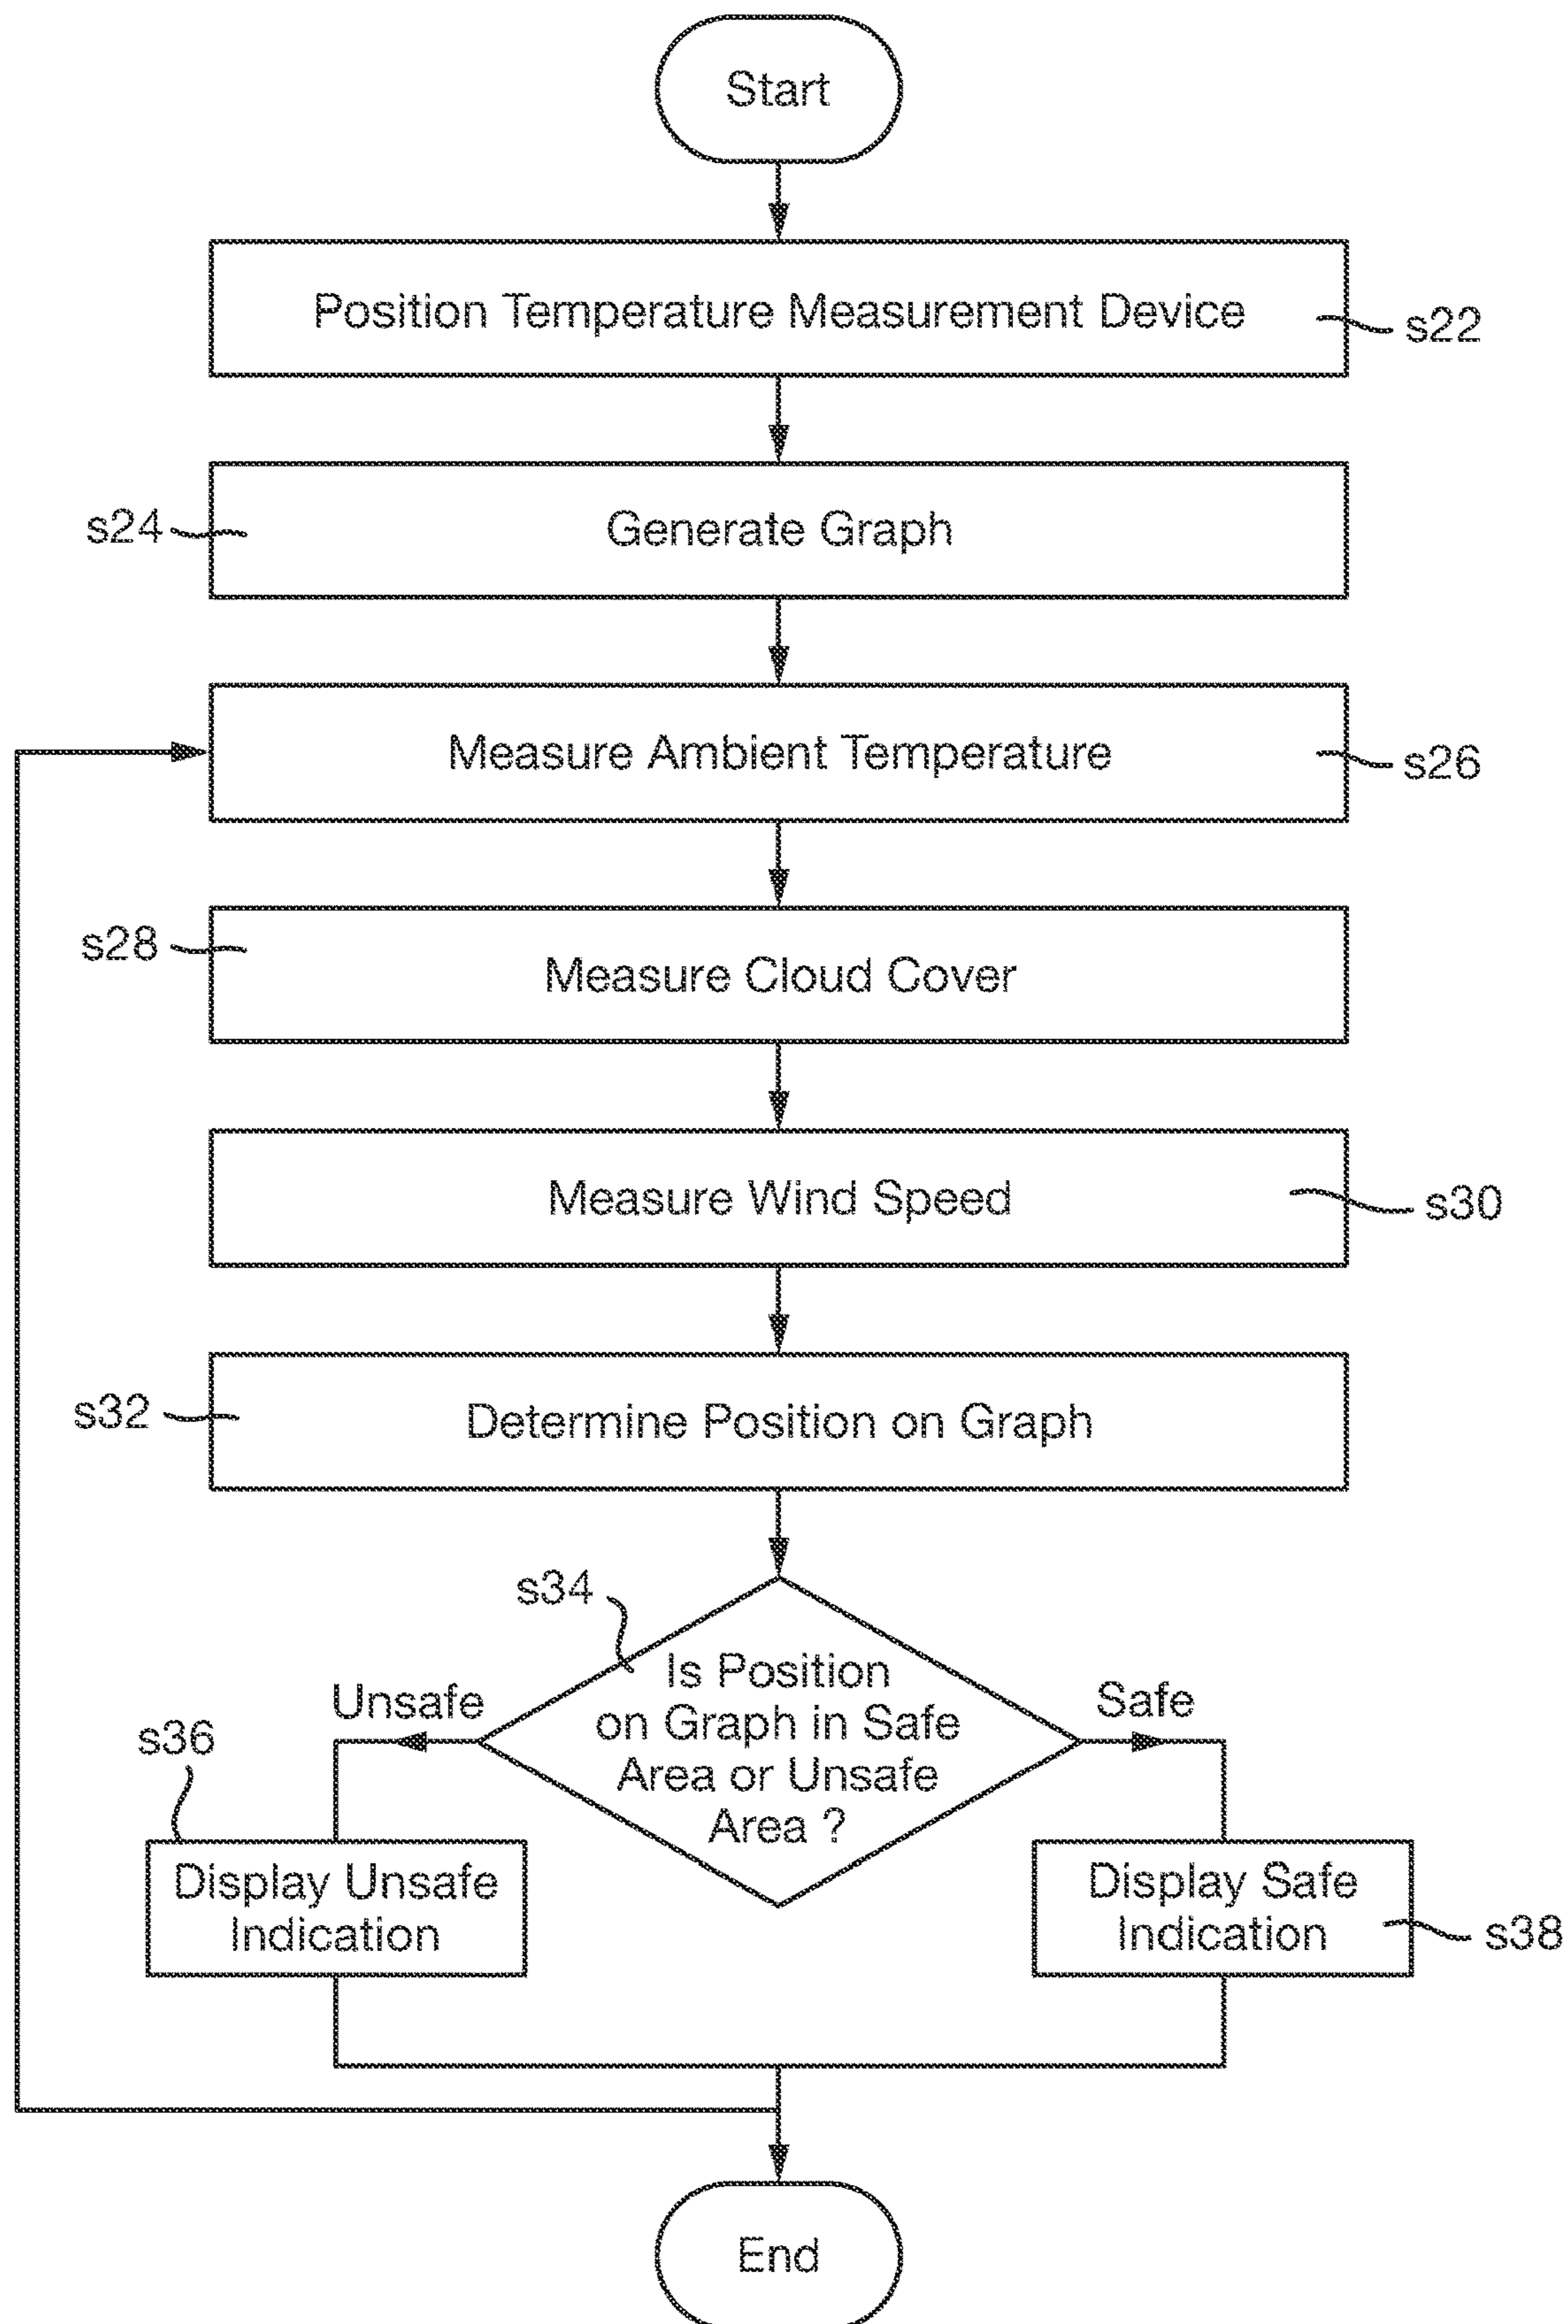 Start
Position Temperature Measurement Device
s22
s24
Generate Graph
Measure Ambient Temperature
s26
s28
Measure Cloud Cover
Measure Wind Speed
s30
s32
Determine Position on Graph
s34
Is Position
on Graph in Safe
Area or Unsafe
Area ?
Unsafe
Safe
s36
Display Unsafe
Indication
Display Safe
Indication
s38
End